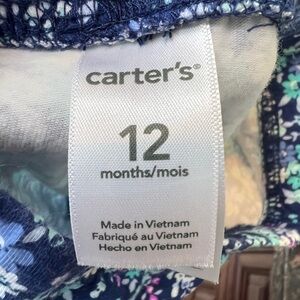 carter's®
12
months/mois
Made in Vietnam
Fabriqué au Vietnam
Hecho en Vietnam